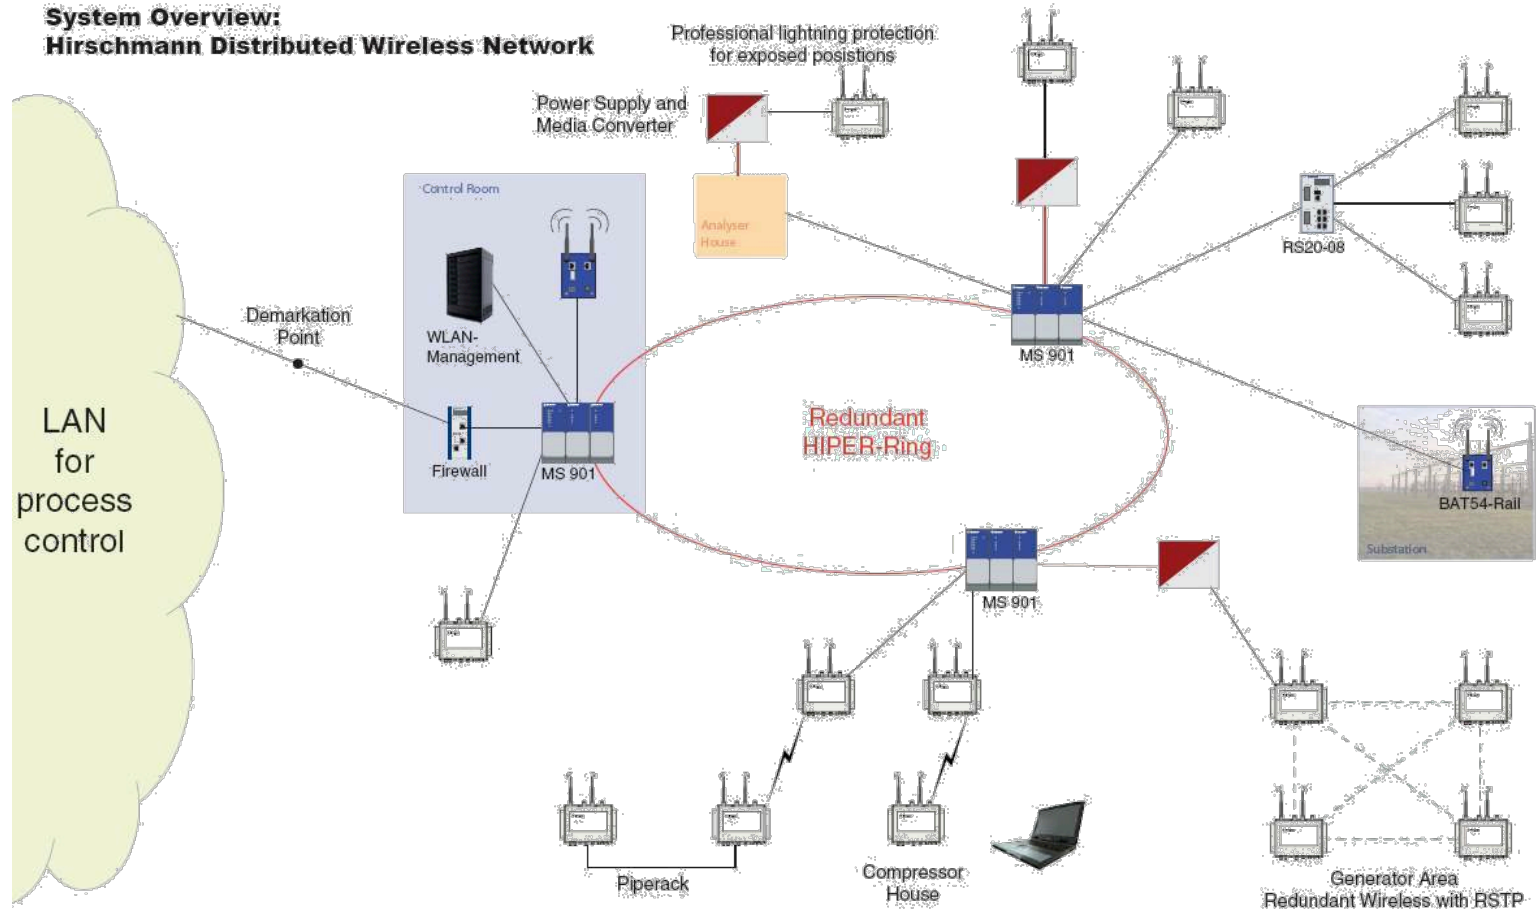 System Overview:
Hirschmann Distributed Wireless Network
Professional lightning protection
for exposed posistions
Power Supply and
Media Converter
Control Room
Analyser
House
RS20-08
Demarkation
Point
WLAN-
Management
MS 901
LAN
for
process
control
Redundant
HIPER-Ring
Firewall
MS 901
BAT54-Rail
Substation
MS 901
Piperack
Compressor
House
Generator Area
Redundant Wireless with RSTP